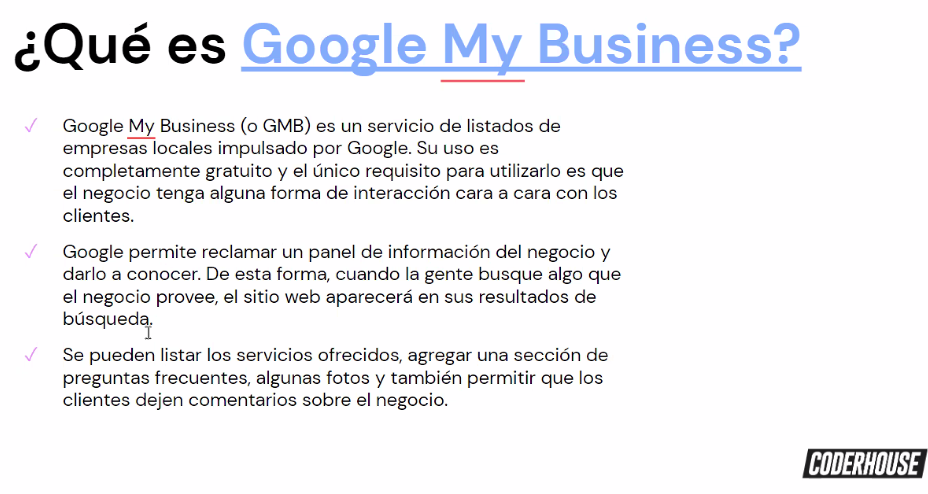 ¿Qué es Google My Business?
Google My Business (o GMB) es un servicio de listados de
empresas locales impulsado por Google. Su uso es
completamente gratuito y el único requisito para utilizarlo es que
el negocio tenga alguna forma de interacción cara a cara con los
clientes.
Google permite reclamar un panel de información del negocio y
darlo a conocer. De esta forma, cuando la gente busque algo que
el negocio provee, el sitio web aparecerá en sus resultados de
búsqueda.
Se pueden listar los servicios ofrecidos, agregar una sección de
preguntas frecuentes, algunas fotos y también permitir que los
clientes dejen comentarios sobre el negocio.
CODERHOUSE